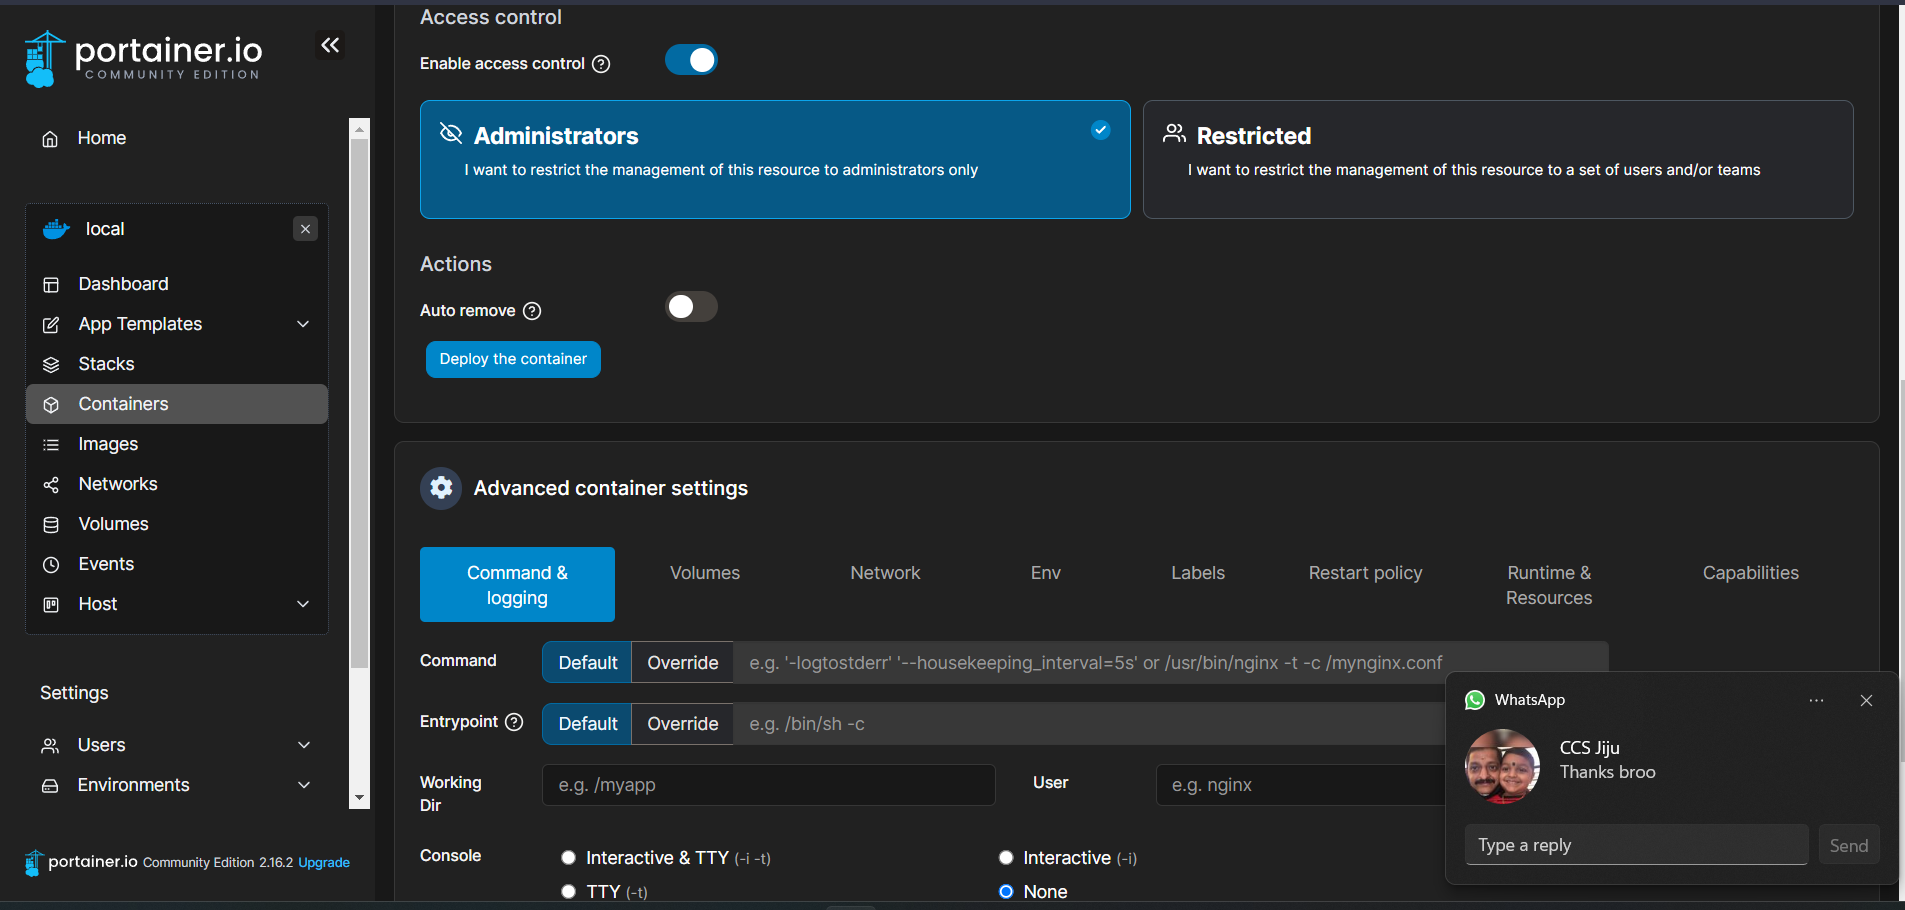 portainer.io
COMMUNITY EDITION
Home
local
Dashboard
App Templates
Stacks
Containers
Images
Networks
Volumes
Events
Host
Settings
Users
Environments
portainer.io Community Edition 2.16.2 Upgrade
Access control
Enable access control ?
Administrators
I want to restrict the management of this resource to administrators only
Restricted
I want to restrict the management of this resource to a set of users and/or teams
Actions
Auto remove ?
Deploy the container
Advanced container settings
Command & logging
Volumes
Network
Env
Labels
Restart policy
Runtime & Resources
Capabilities
Command Default Override e.g. '-logtostderr' '--housekeeping_interval=5s' or /usr/bin/nginx -t -c /mynginx.conf
Entrypoint ? Default Override e.g. /bin/sh -c
Working Dir e.g. /myapp User e.g. nginx
Console Interactive & TTY (-i -t) Interactive (-i)
TTY (-t) None
WhatsApp
CCS Jiju
Thanks broo
Type a reply Send